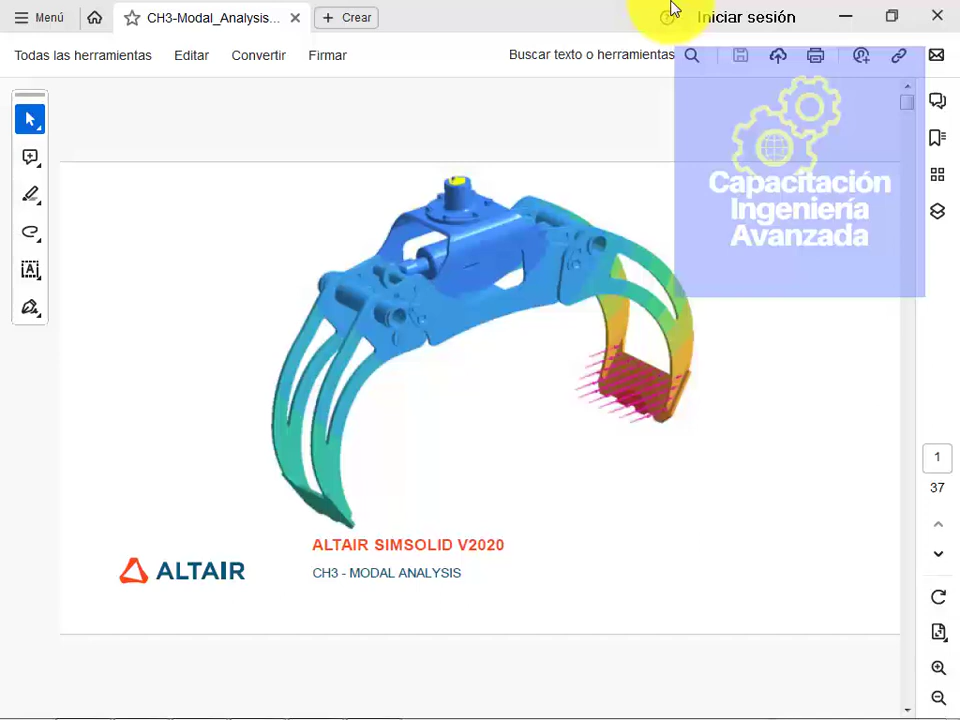 Menú
CH3-Modal_Analysis...
Crear
Iniciar sesión
Todas las herramientas
Editar
Convertir
Firmar
Buscar texto o herramientas
Capacitación
Ingeniería
Avanzada
ALTAIR
ALTAIR SIMSOLID V2020
CH3 - MODAL ANALYSIS
1
37